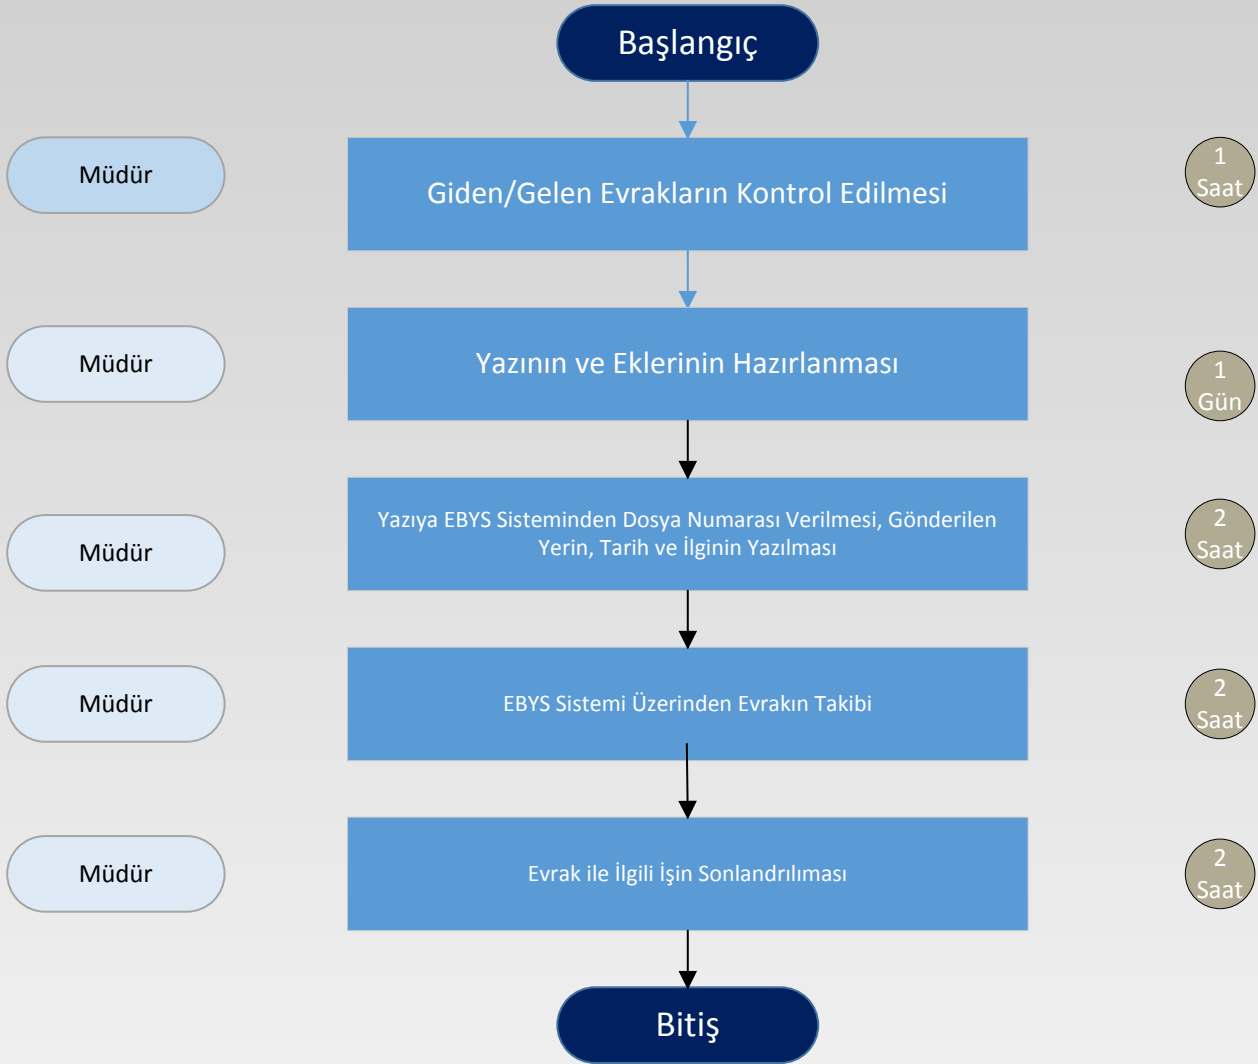 Başlangıç
Müdür
Giden/Gelen Evrakların Kontrol Edilmesi
1
Saat
Müdür
Yazının ve Eklerinin Hazırlanması
1
Gün
Müdür
Yazıya EBYS Sisteminden Dosya Numarası Verilmesi, Gönderilen
Yerin, Tarih ve İlginin Yazılması
2
Saat
Müdür
EBYS Sistemi Üzerinden Evrakın Takibi
2
Saat
Müdür
Evrak ile İlgili İşin Sonlandrılıması
2
Saat
Bitiş